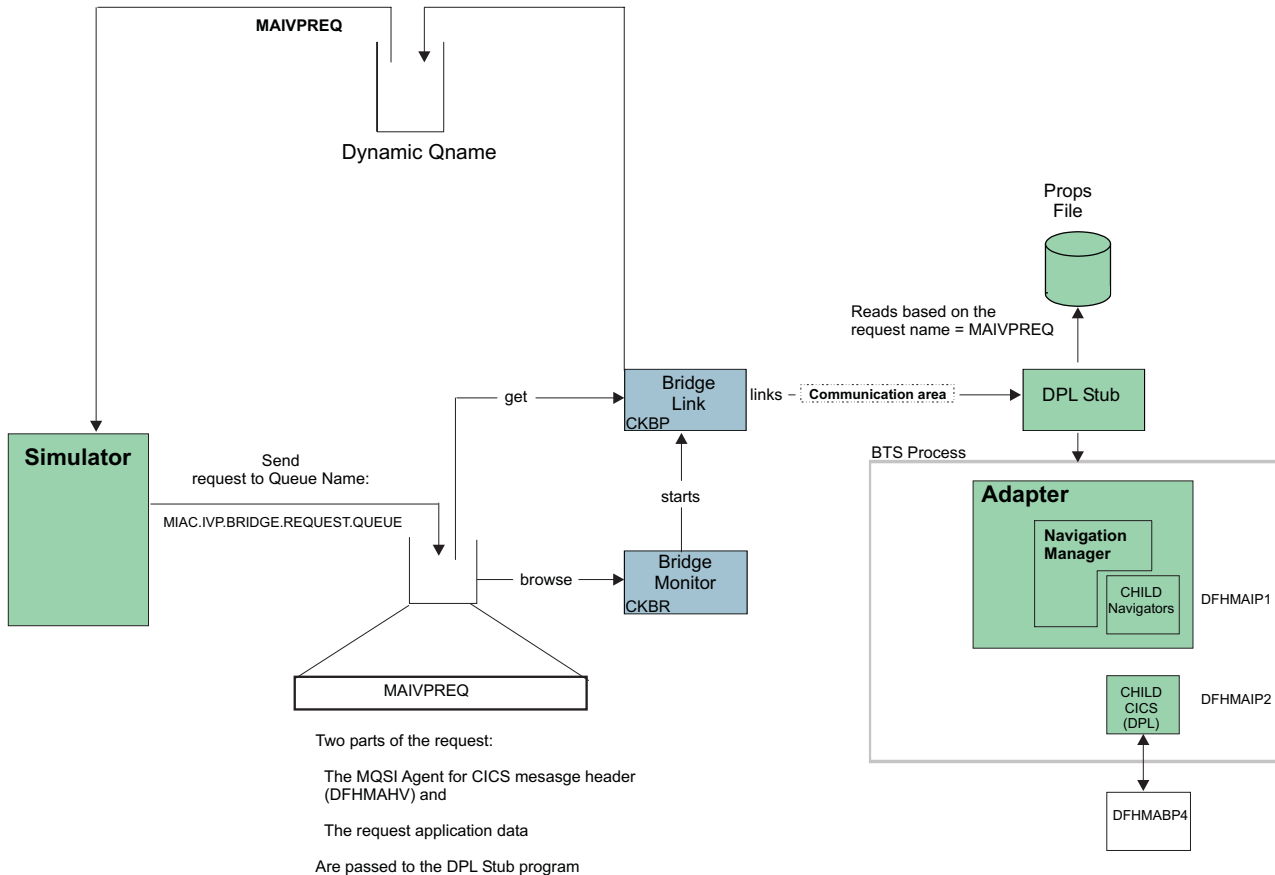 MAIVPREQ
Dynamic Qname
Props
File
Reads based on the
request name = MAIVPREQ
Bridge
Link
CKBP
get
links
Communication area
DPL Stub
BTS Process
Simulator
Send
request to Queue Name:
MIAC.IVP.BRIDGE.REQUEST.QUEUE
starts
Adapter
Navigation
Manager
CHILD
Navigators
DFHMAIP1
browse
Bridge
Monitor
CKBR
MAIVPREQ
CHILD
CICS
(DPL)
DFHMAIP2
DFHMABP4
Two parts of the request:
The MQSI Agent for CICS mesasge header
(DFHMAHV) and
The request application data
Are passed to the DPL Stub program